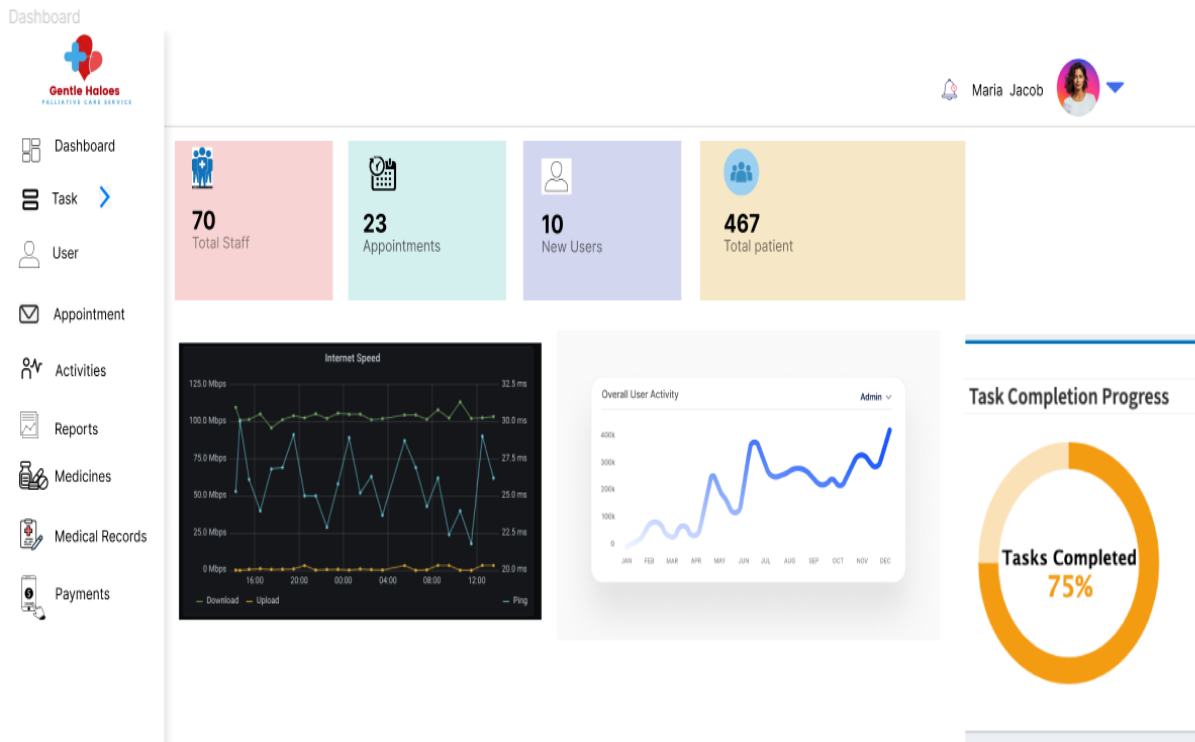 Dashboard
Gentle Haloes
PALLIATIVE CARE SERVICE
Maria Jacob
Dashboard
Task
User
Appointment
Activities
Reports
Medicines
Medical Records
Payments
70
Total Staff
23
Appointments
10
New Users
467
Total patient
Internet Speed
125.0 Mbps
100.0 Mbps
75.0 Mbps
50.0 Mbps
25.0 Mbps
0 Mbps
32.5 ms
30.0 ms
27.5 ms
25.0 ms
22.5 ms
20.0 ms
16:00 20:00 00:00 04:00 08:00 12:00
Download Upload Ping
Overall User Activity
Admin
400k
300k
200k
100k
0
JAN FEB MAR APR MAY JUN JUL AUG SEP OCT NOV DEC
Task Completion Progress
Tasks Completed
75%